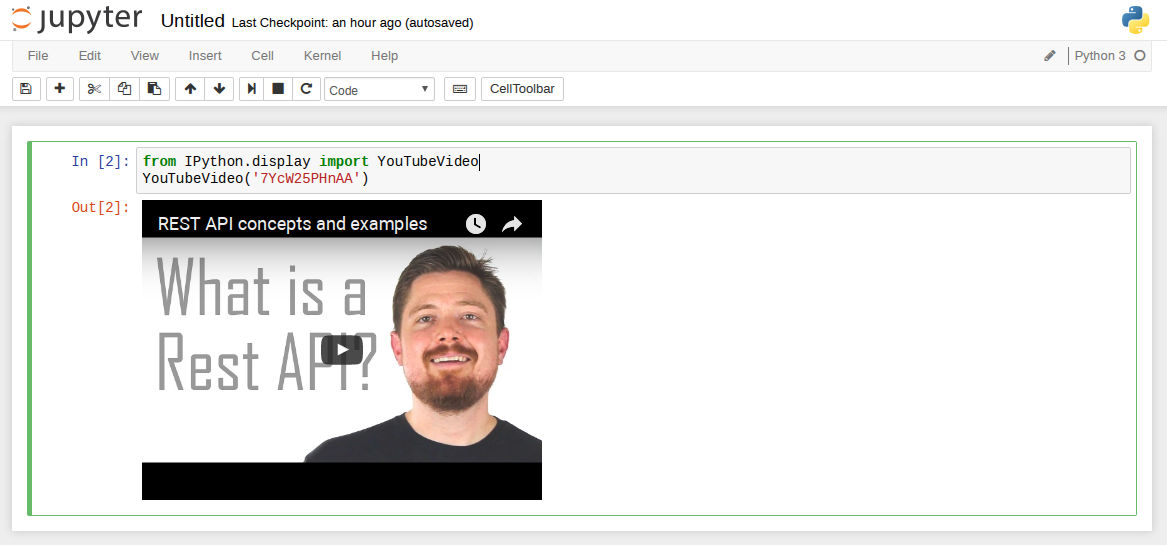 jupyter Untitled Last Checkpoint: an hour ago (autosaved)
File Edit View Insert Cell Kernel Help Python 3
Code CellToolbar
In [2]: from IPython.display import YouTubeVideo
YouTubeVideo('7YcW25PHnAA')
Out[2]:
REST API concepts and examples
What is a
Rest API?